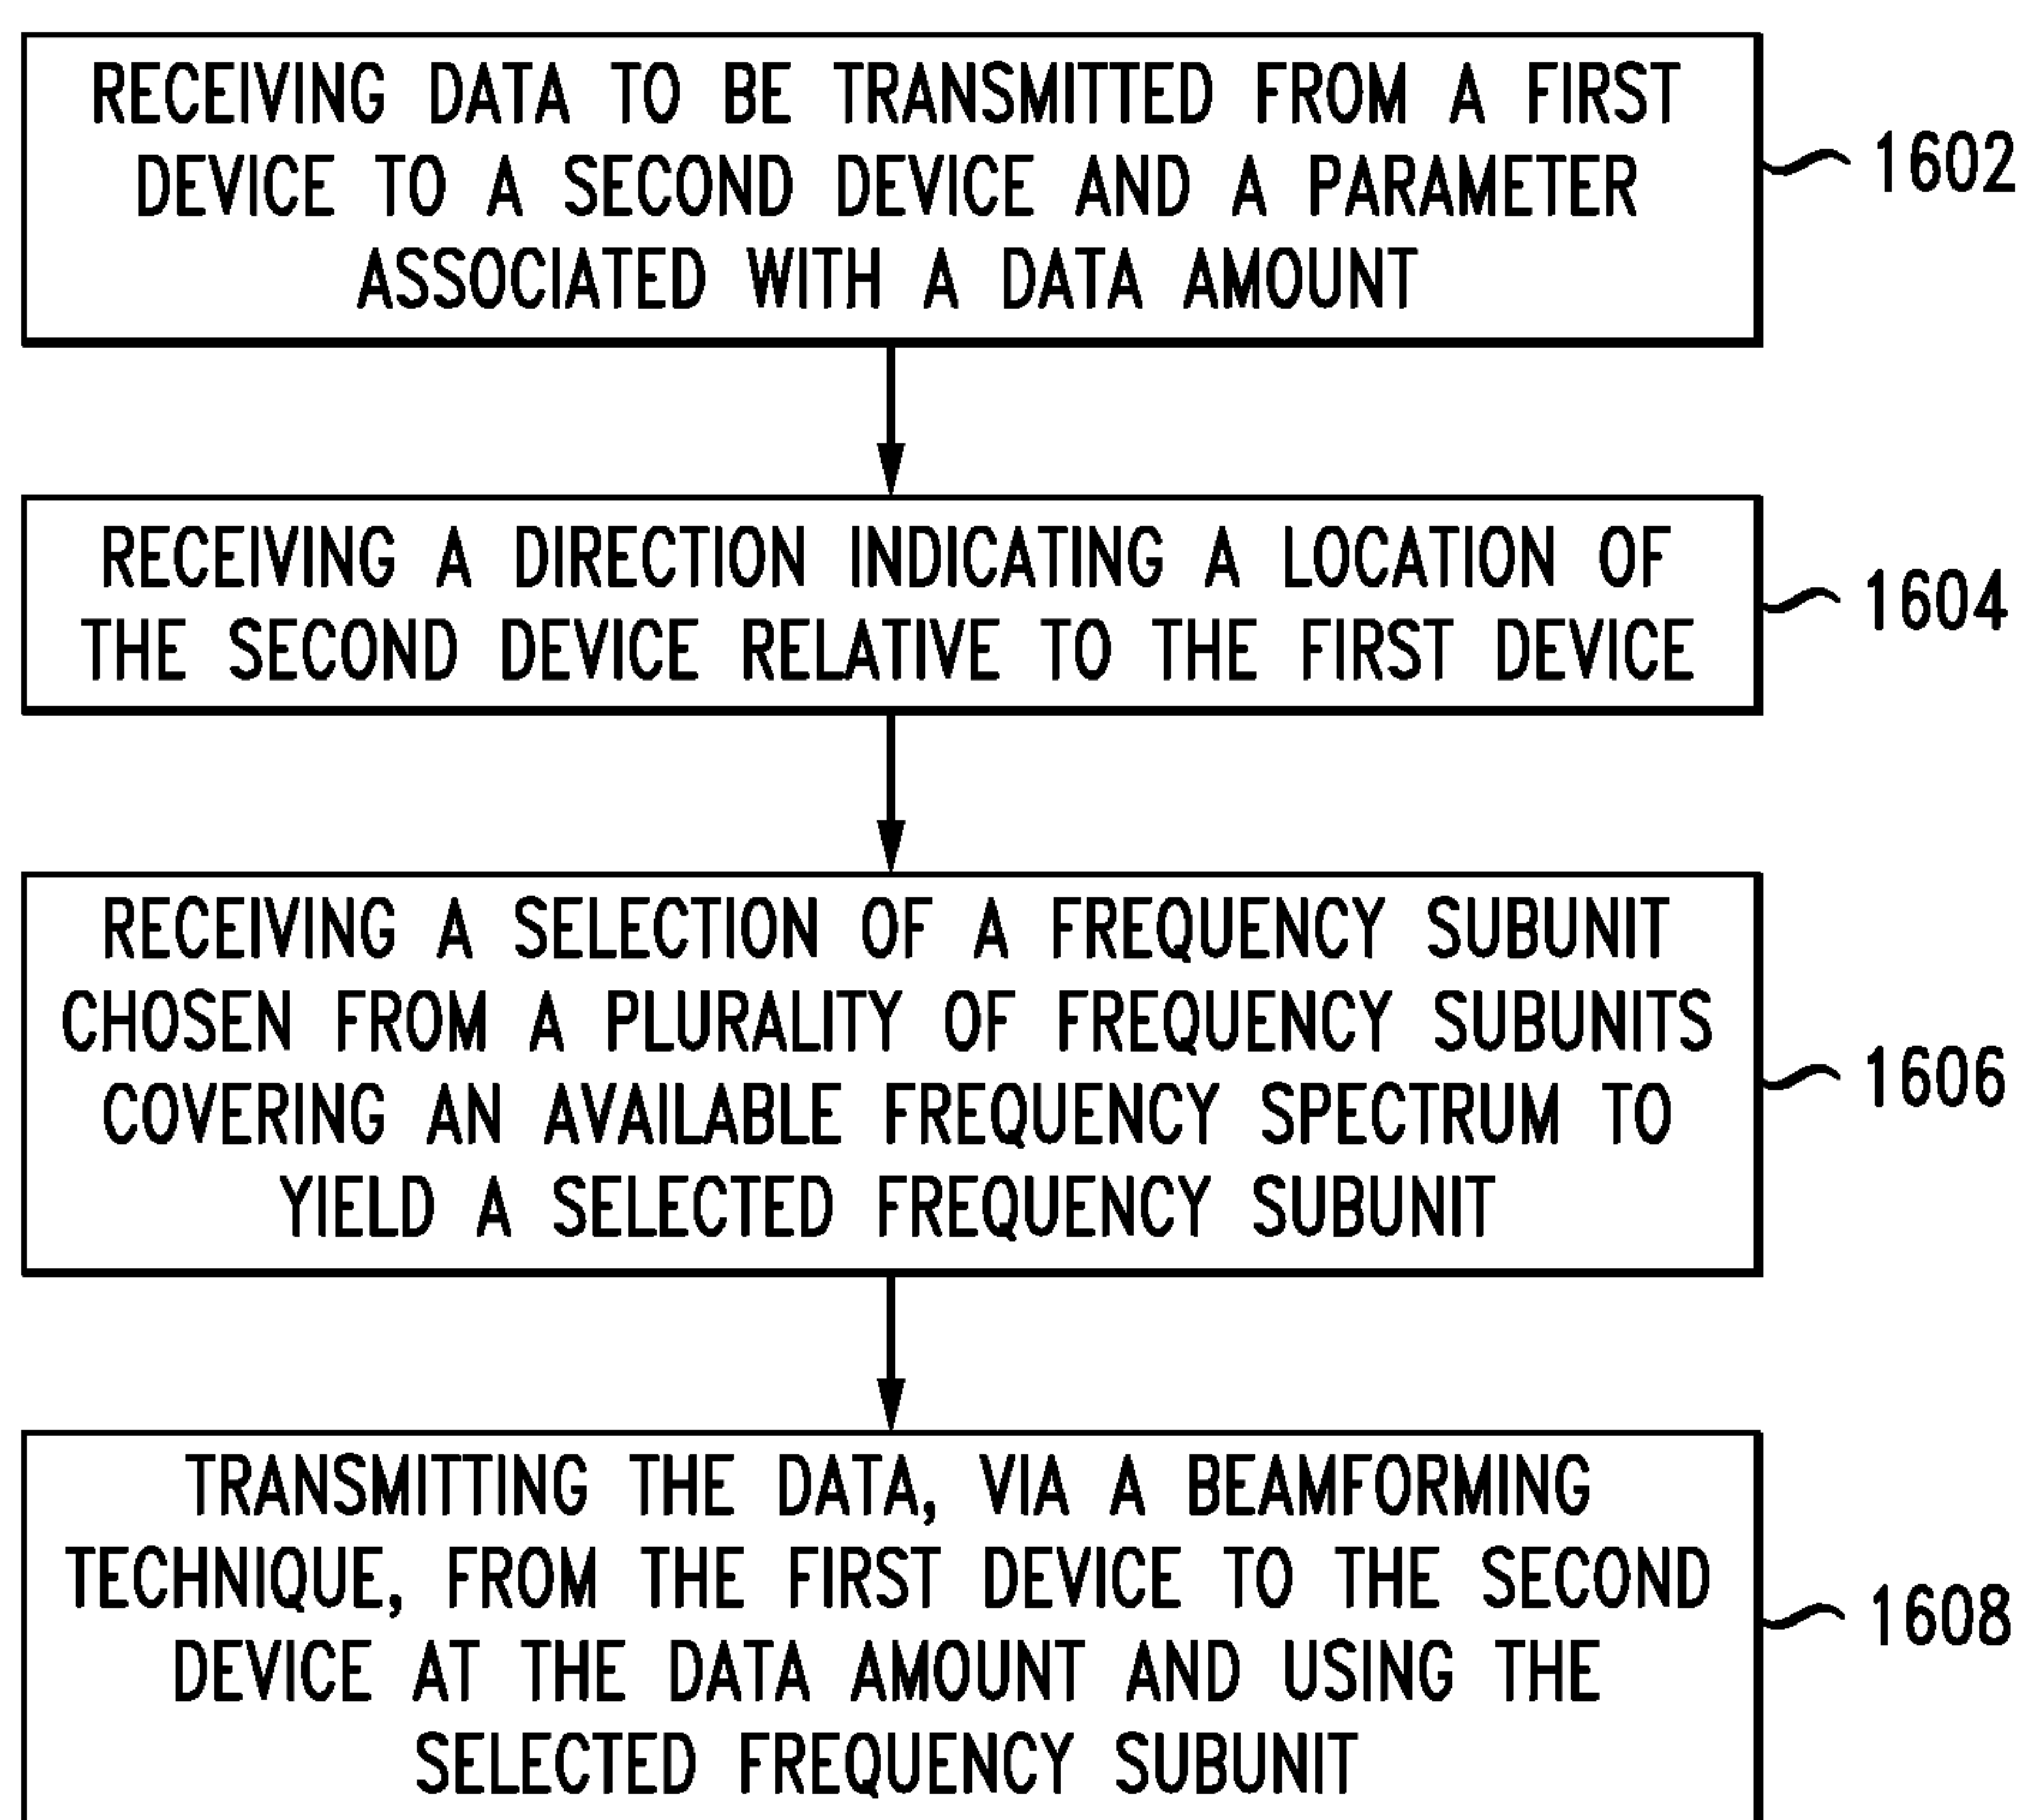 RECEIVING DATA TO BE TRANSMITTED FROM A FIRST
DEVICE TO A SECOND DEVICE AND A PARAMETER
ASSOCIATED WITH A DATA AMOUNT
1602
RECEIVING A DIRECTION INDICATING A LOCATION OF
THE SECOND DEVICE RELATIVE TO THE FIRST DEVICE
1604
RECEIVING A SELECTION OF A FREQUENCY SUBUNIT
CHOSEN FROM A PLURALITY OF FREQUENCY SUBUNITS
COVERING AN AVAILABLE FREQUENCY SPECTRUM TO
YIELD A SELECTED FREQUENCY SUBUNIT
1606
TRANSMITTING THE DATA, VIA A BEAMFORMING
TECHNIQUE, FROM THE FIRST DEVICE TO THE SECOND
DEVICE AT THE DATA AMOUNT AND USING THE
SELECTED FREQUENCY SUBUNIT
1608